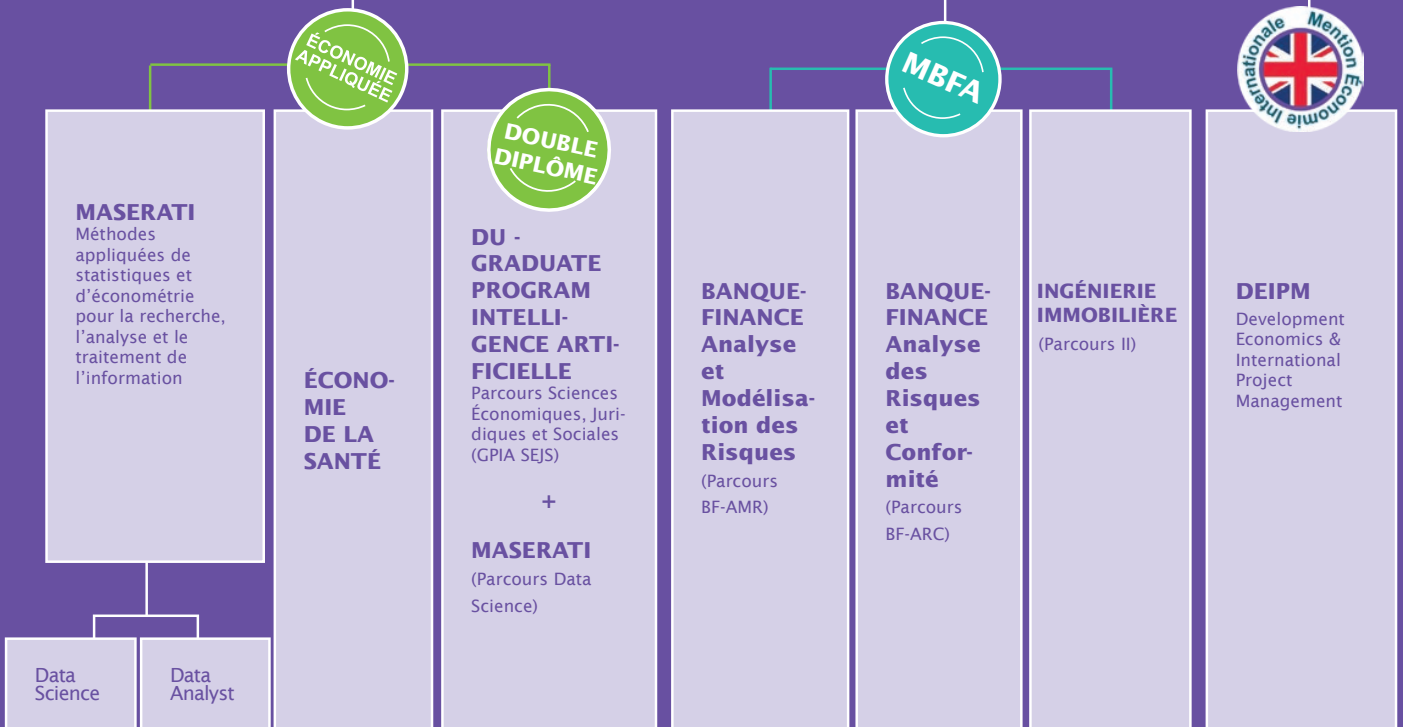 ÉCONOMIE
APPLIQUÉE
MBFA
Mention Économie Internationale
MASERATI
Méthodes
appliquées de
statistiques et
d’économétrie
pour la recherche,
l’analyse et le
traitement de
l’information
Data
Science
Data
Analyst
ÉCONO-
MIE
DE LA
SANTÉ
DOUBLE
DIPLÔME
DU -
GRADUATE
PROGRAM
INTELLI-
GENCE ARTI-
FICIELLE
Parcours Sciences
Économiques, Juri-
diques et Sociales
(GPIA SEJS)
+
MASERATI
(Parcours Data
Science)
BANQUE-
FINANCE
Analyse
et
Modélisa-
tion des
Risques
(Parcours
BF-AMR)
BANQUE-
FINANCE
Analyse
des
Risques
et
Confor-
mité
(Parcours
BF-ARC)
INGÉNIERIE
IMMOBILIÈRE
(Parcours II)
DEIPM
Development
Economics &
International
Project
Management